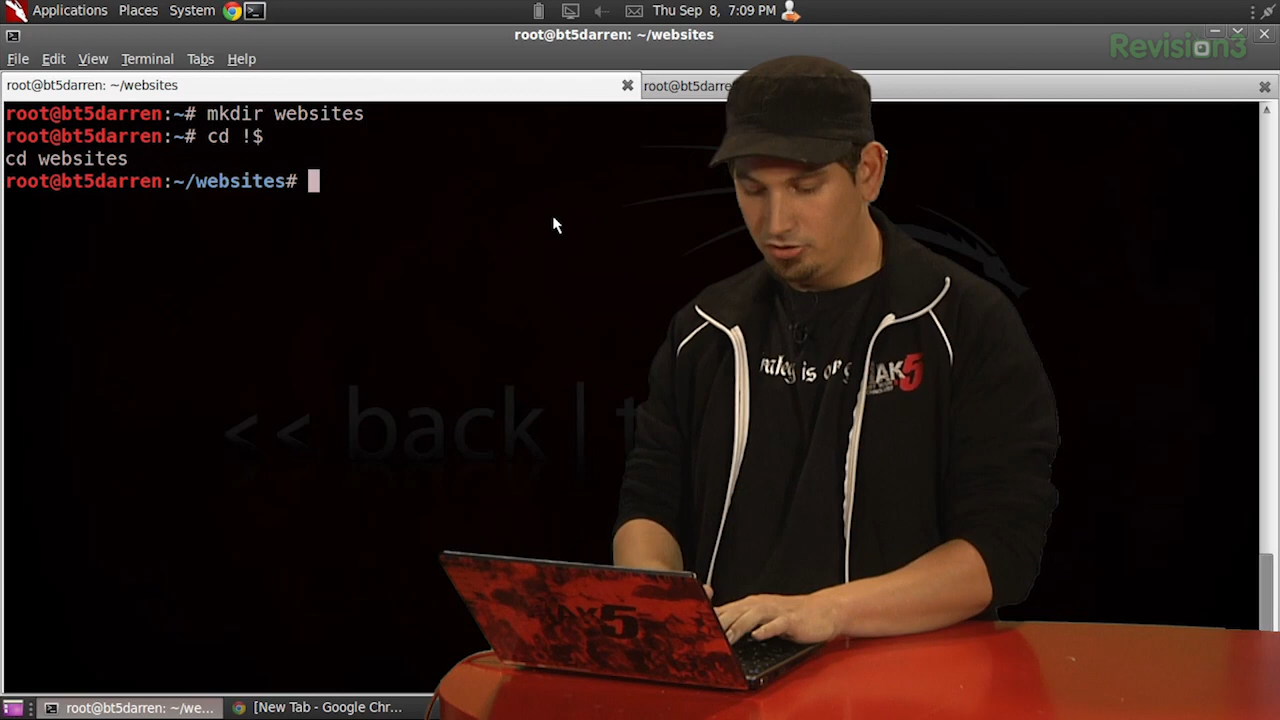 Applications Places System Thu Sep 8, 7:09 PM
root@bt5darren: ~/websites
Revision3
File Edit View Terminal Tabs Help
root@bt5darren: ~/websites
root@bt5darre
root@bt5darren:~# mkdir websites
root@bt5darren:~# cd !$
cd websites
root@bt5darren:~/websites#
is
HAK5
<< back | t
HAK5
root@bt5darren: ~/we...
[New Tab - Google Chr...